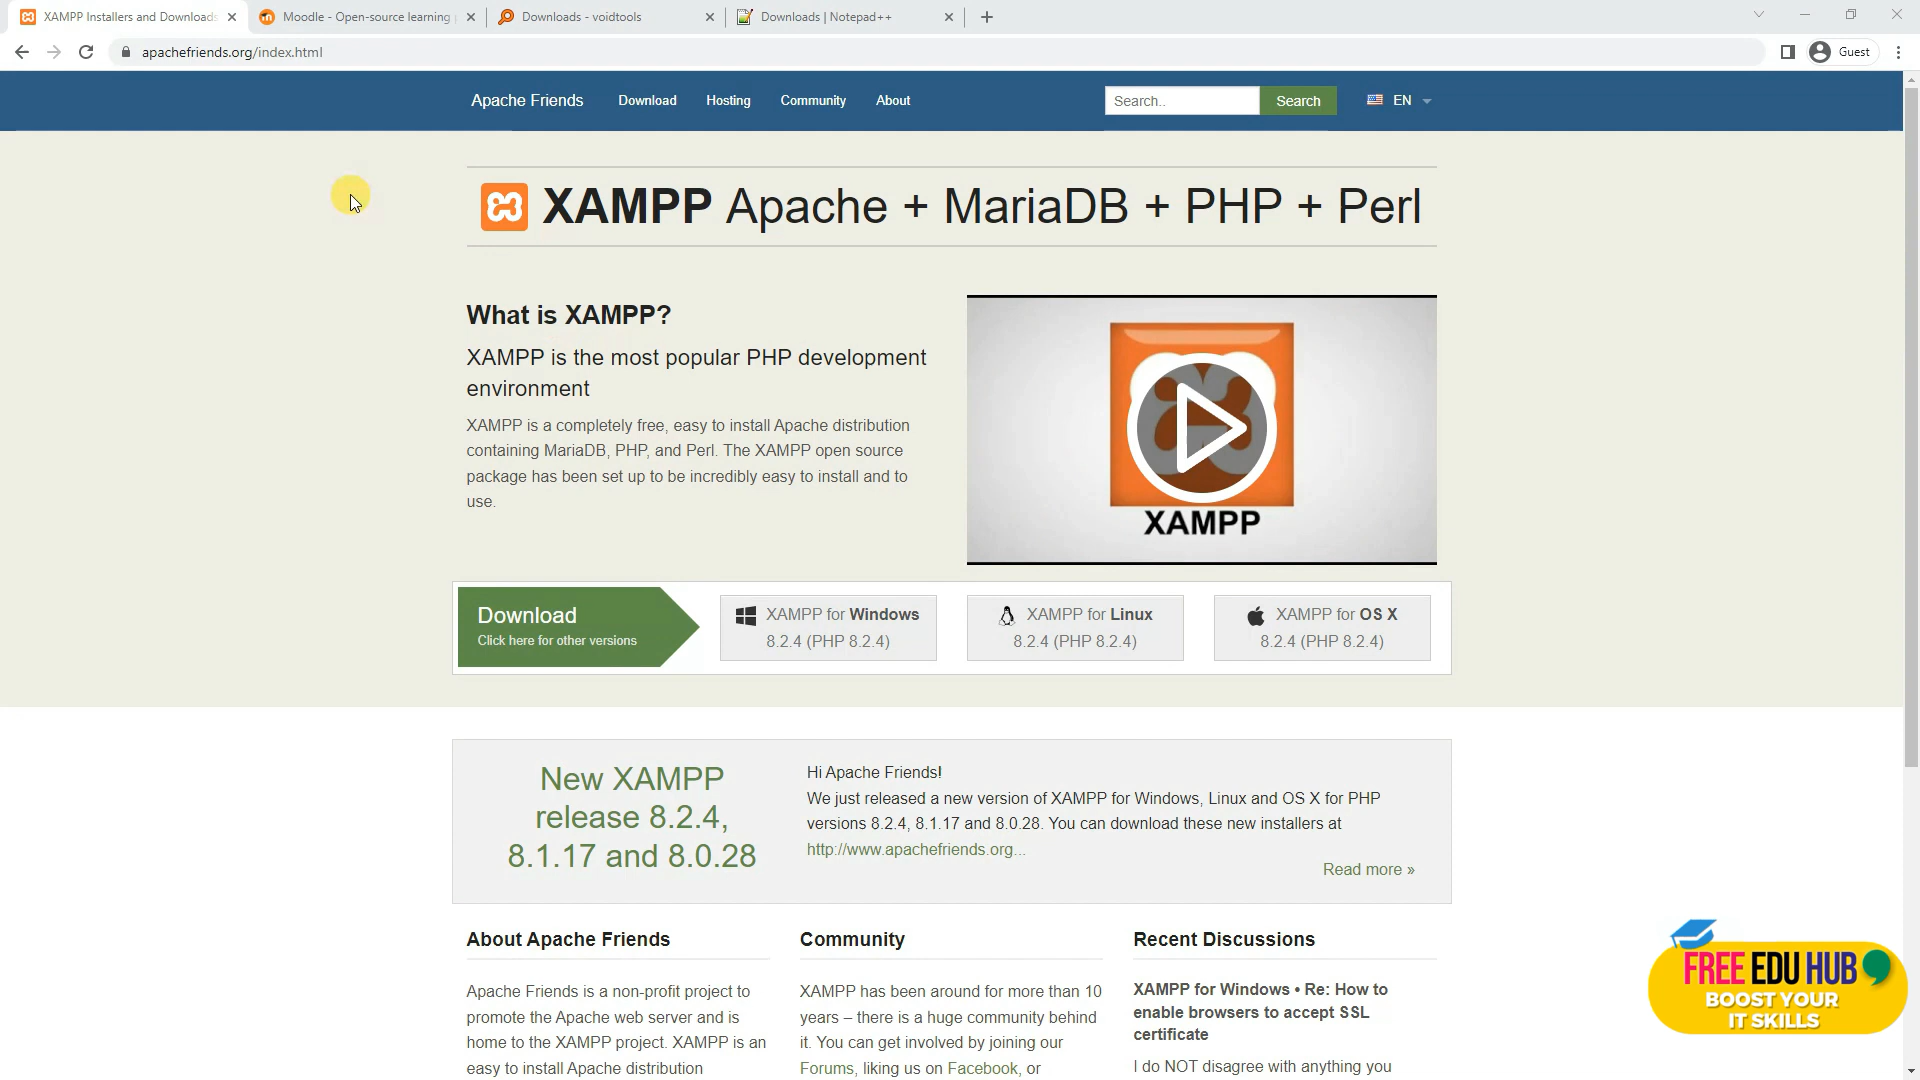 XAMPP Installers and Downloads
Moodle - Open-source learning
Downloads - voidtools
Downloads | Notepad++
apachefriends.org/index.html
Guest
Apache Friends
Download
Hosting
Community
About
Search..
Search
EN
XAMPP Apache + MariaDB + PHP + Perl
What is XAMPP?
XAMPP is the most popular PHP development
environment
XAMPP is a completely free, easy to install Apache distribution
containing MariaDB, PHP, and Perl. The XAMPP open source
package has been set up to be incredibly easy to install and to
use.
XAMPP
Download
Click here for other versions
XAMPP for Windows
8.2.4 (PHP 8.2.4)
XAMPP for Linux
8.2.4 (PHP 8.2.4)
XAMPP for OS X
8.2.4 (PHP 8.2.4)
New XAMPP
release 8.2.4,
8.1.17 and 8.0.28
Hi Apache Friends!
We just released a new version of XAMPP for Windows, Linux and OS X for PHP
versions 8.2.4, 8.1.17 and 8.0.28. You can download these new installers at
http://www.apachefriends.org...
Read more »
About Apache Friends
Apache Friends is a non-profit project to
promote the Apache web server and is
home to the XAMPP project. XAMPP is an
easy to install Apache distribution
Community
XAMPP has been around for more than 10
years – there is a huge community behind
it. You can get involved by joining our
Forums, liking us on Facebook, or
Recent Discussions
XAMPP for Windows • Re: How to
enable browsers to accept SSL
certificate
I do NOT disagree with anything you
FREE EDU HUB
BOOST YOUR
IT SKILLS